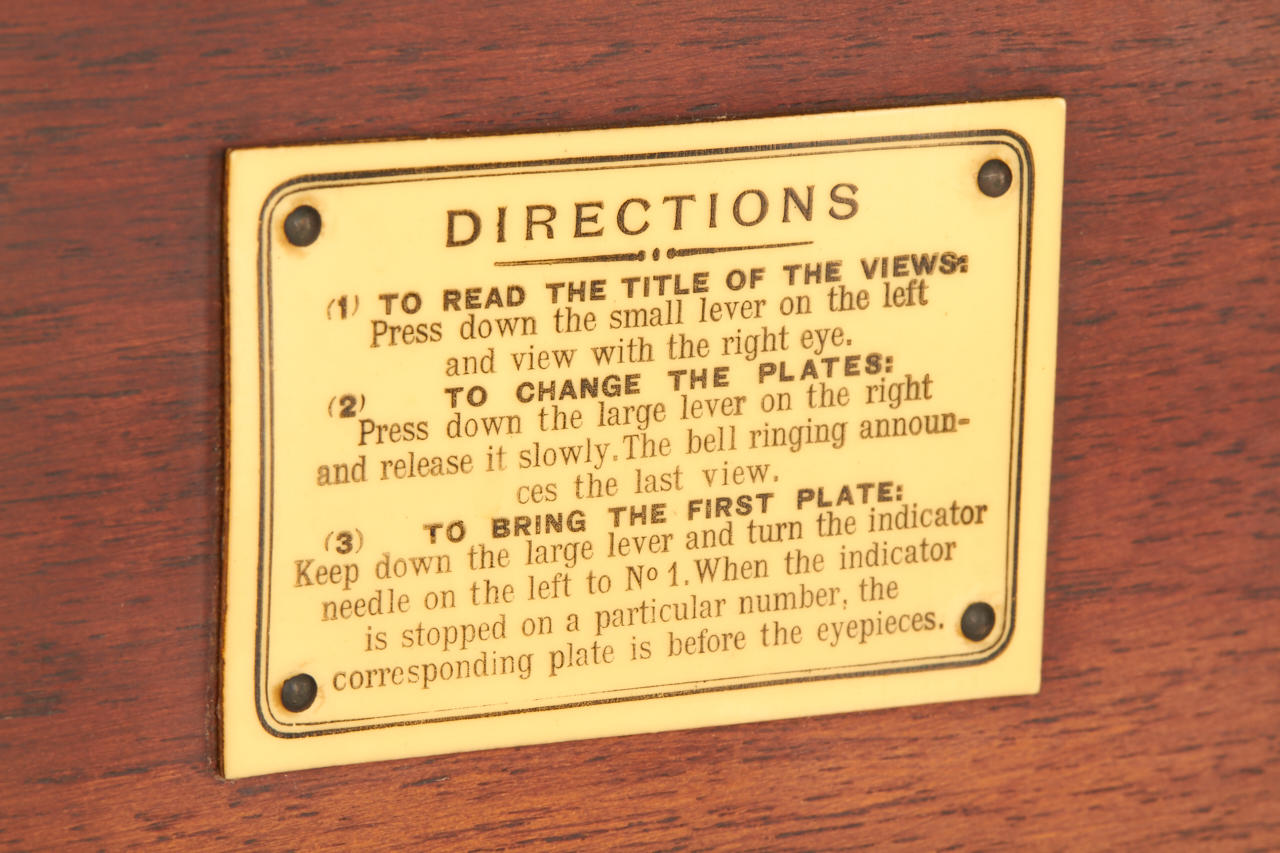 DIRECTIONS
(1) TO READ THE TITLE OF THE VIEWS:
Press down the small lever on the left
and view with the right eye.
(2) TO CHANGE THE PLATES:
Press down the large lever on the right
and release it slowly. The bell ringing announ-
ces the last view.
(3) TO BRING THE FIRST PLATE:
Keep down the large lever and turn the indicator
needle on the left to Nº 1. When the indicator
is stopped on a particular number, the
corresponding plate is before the eyepieces.